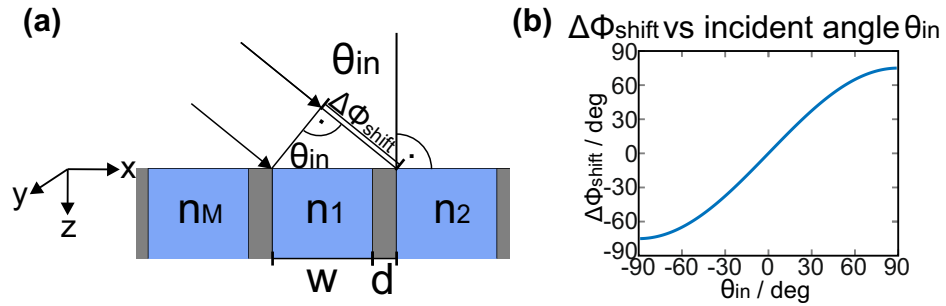 (a)
θin
ΔΦshift
θin
x
y
z
nM
n1
n2
w
d
(b)
ΔΦshift vs incident angle θin
ΔΦshift / deg
90
60
30
0
-30
-60
-90
-90 -60 -30 0 30 60 90
θin / deg